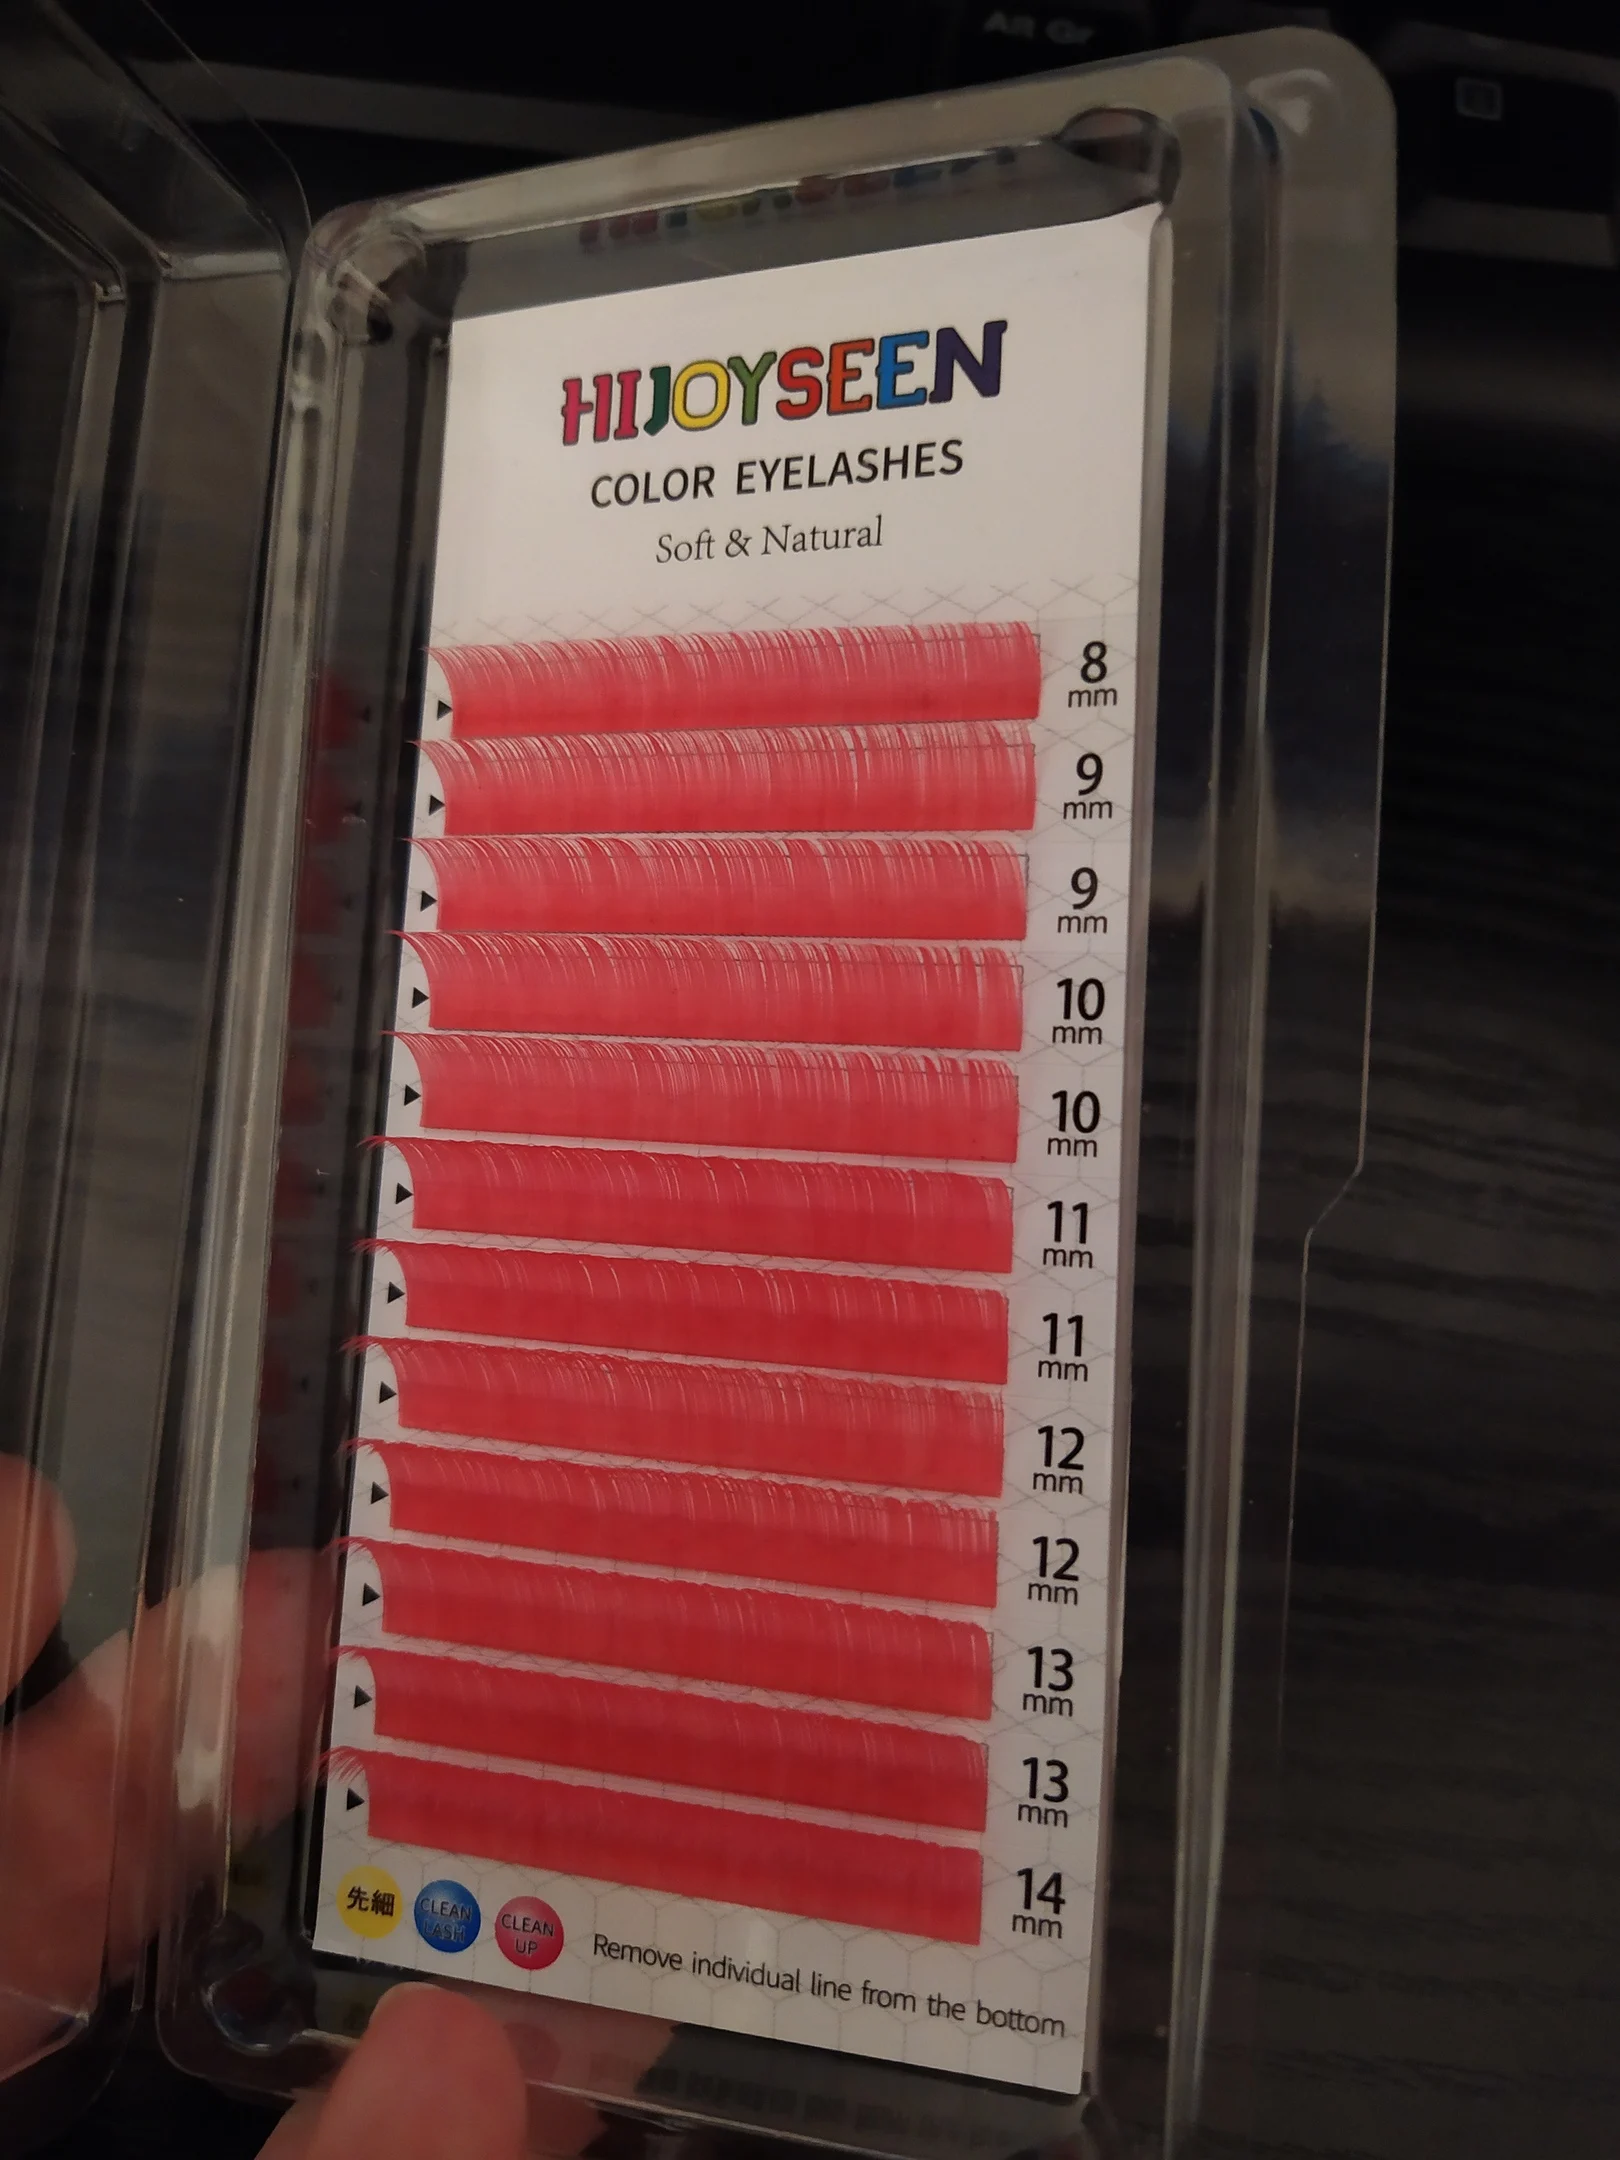 Alt Gr
HIJOYSEEN
COLOR EYELASHES
Soft & Natural
8
mm
9
mm
9
mm
10
mm
10
mm
11
mm
11
mm
12
mm
12
mm
13
mm
13
mm
14
mm
先細
CLEAN
LASH
CLEAN
UP
Remove individual line from the bottom